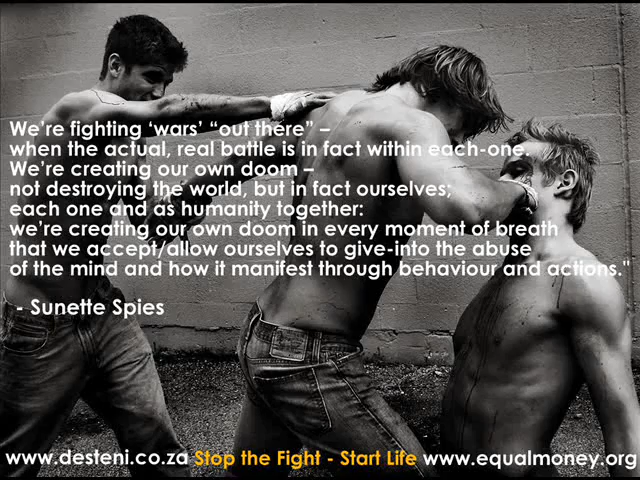 We're fighting 'wars' "out there" –
when the actual, real battle is in fact within each-one.
We're creating our own doom –
not destroying the world, but in fact ourselves;
each one and as humanity together:
we're creating our own doom in every moment of breath
that we accept/allow ourselves to give-into the abuse
of the mind and how it manifest through behaviour and actions."
- Sunette Spies
www.desteni.co.za Stop the Fight - Start Life www.equalmoney.org